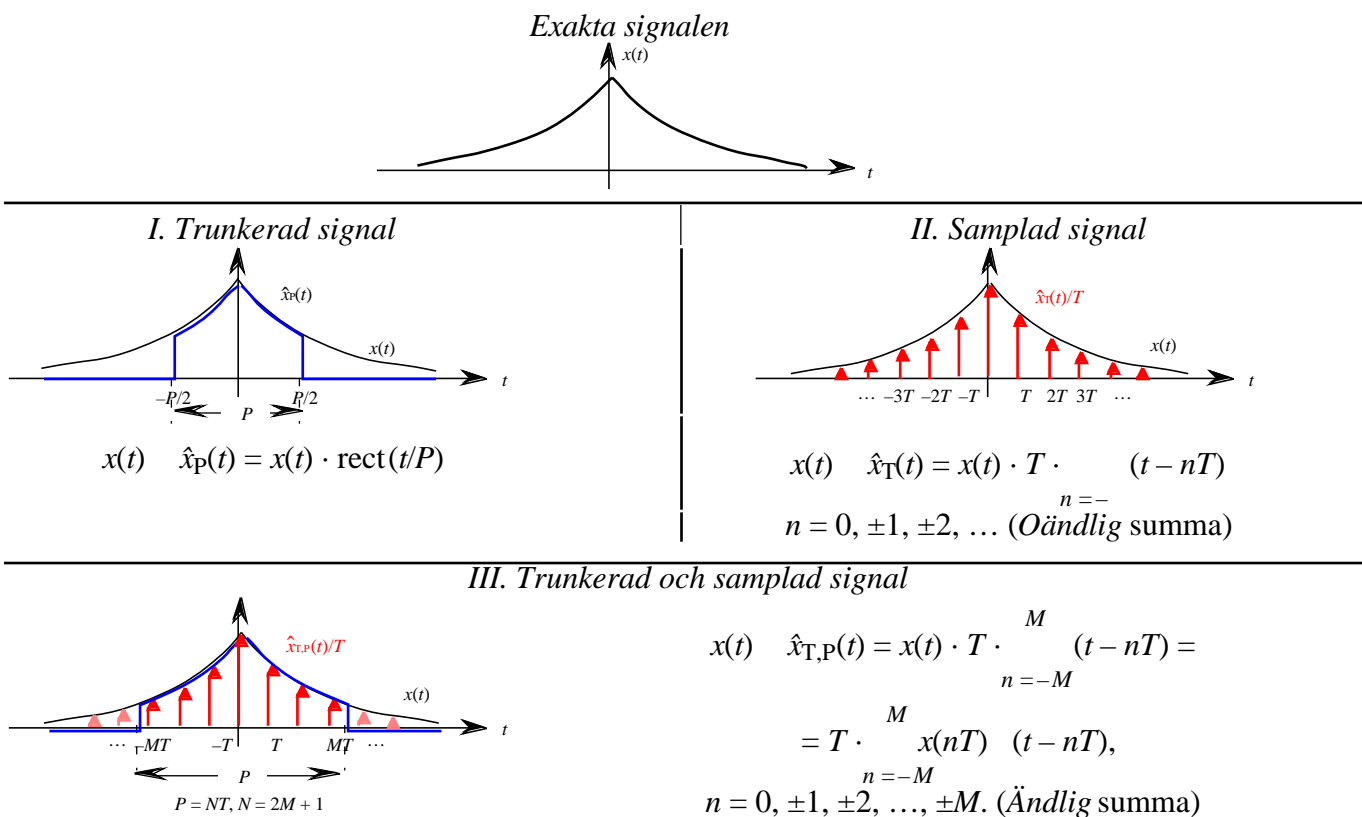 Exakta signalen
x(t)
t
I. Trunkerad signal
x̂P(t)
x(t)
t
–P/2 P/2
P
x(t) x̂P(t) = x(t) · rect(t/P)
II. Samplad signal
x̂T(t)/T
x(t)
t
… –3T –2T –T T 2T 3T …
x(t) x̂T(t) = x(t) · T · (t – nT)
n = –
n = 0, ±1, ±2, … (Oändlig summa)
III. Trunkerad och samplad signal
x̂T,P(t)/T
x(t)
t
… –MT –T T MT …
P
P = NT, N = 2M + 1
M
x(t) x̂T,P(t) = x(t) · T · (t – nT) =
n = –M
M
= T · x(nT) (t – nT),
n = –M
n = 0, ±1, ±2, …, ±M. (Ändlig summa)